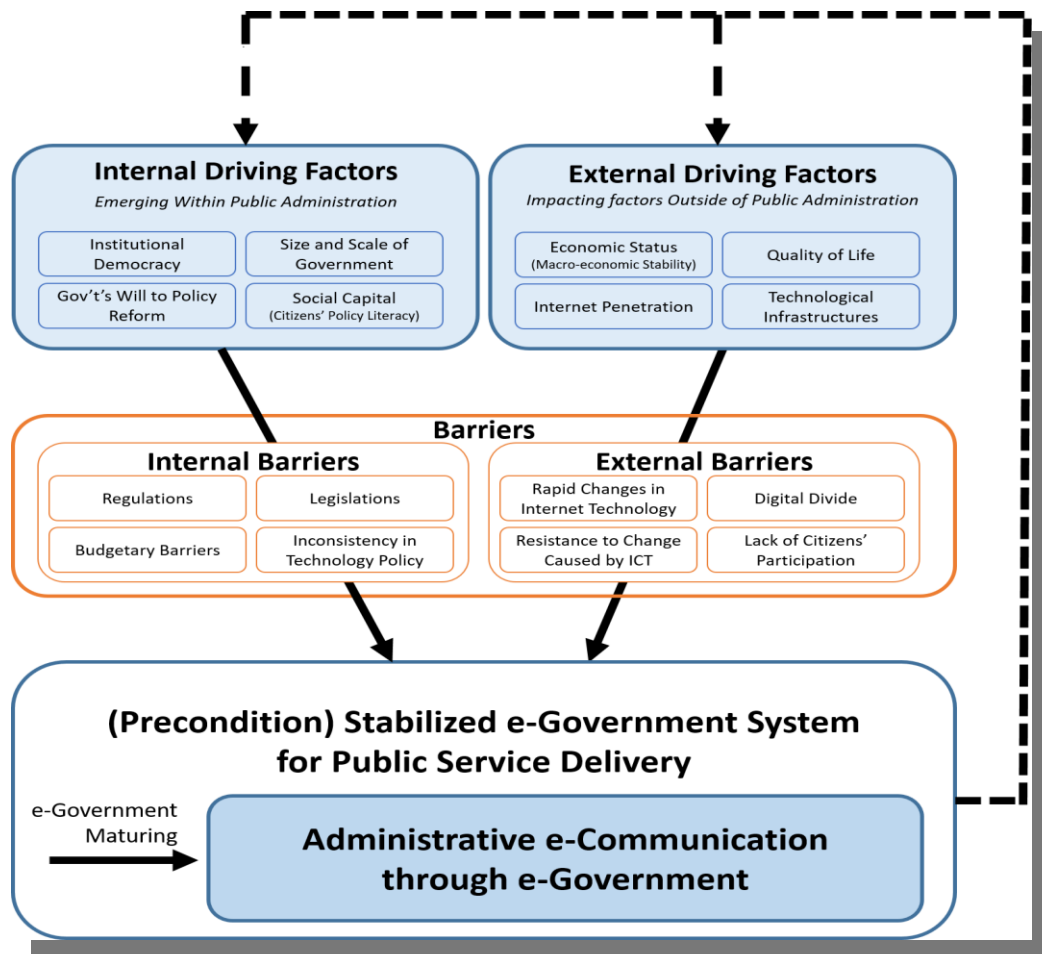 Internal Driving Factors
Emerging Within Public Administration
Institutional
Democracy
Size and Scale of
Government
Gov't's Will to Policy
Reform
Social Capital
(Citizens' Policy Literacy)
External Driving Factors
Impacting factors Outside of Public Administration
Economic Status
(Macro-economic Stability)
Quality of Life
Internet Penetration
Technological
Infrastructures
Barriers
Internal Barriers
Regulations
Legislations
Budgetary Barriers
Inconsistency in
Technology Policy
External Barriers
Rapid Changes in
Internet Technology
Digital Divide
Resistance to Change
Caused by ICT
Lack of Citizens'
Participation
(Precondition) Stabilized e-Government System
for Public Service Delivery
e-Government
Maturing
Administrative e-Communication
through e-Government